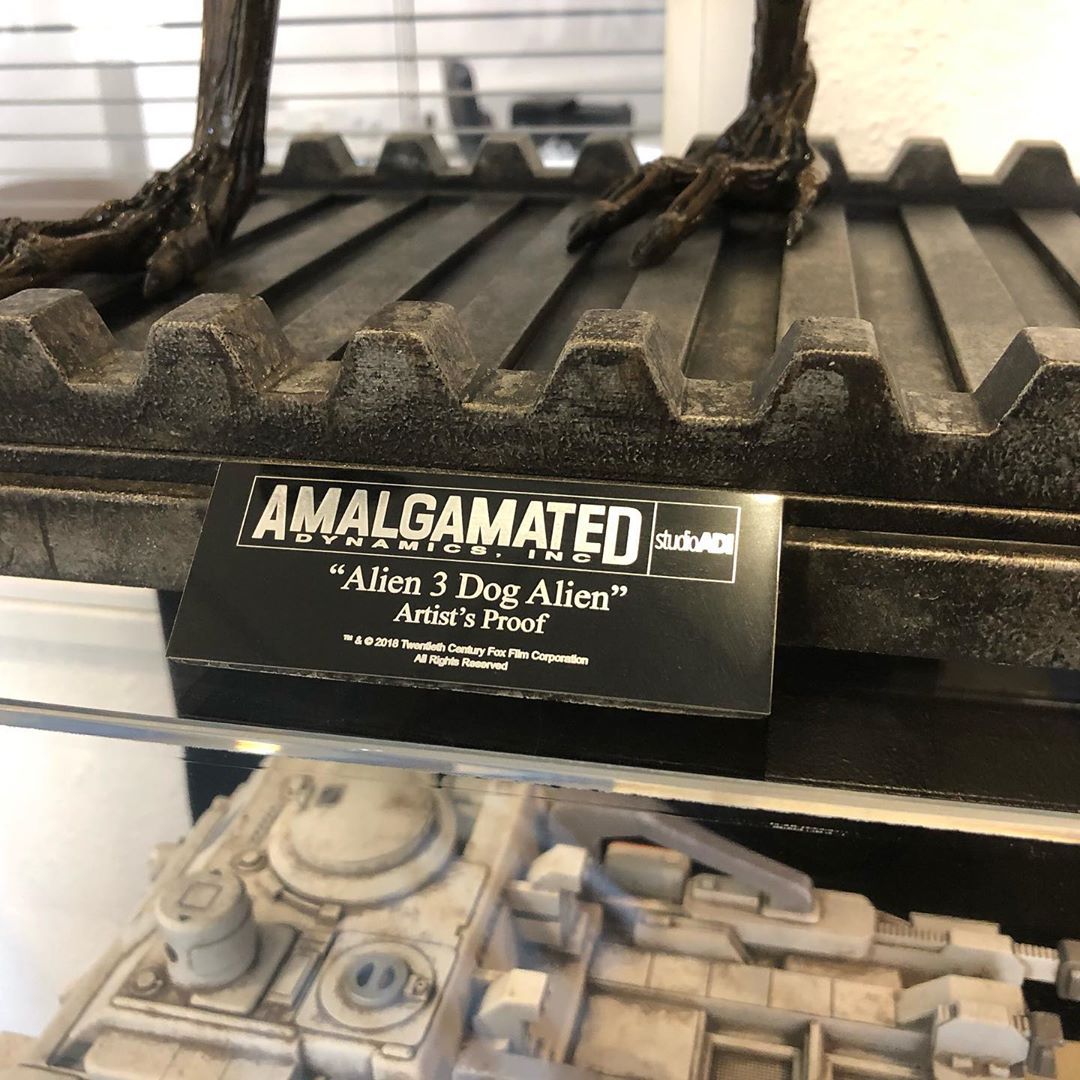 AMALGAMATED
DYNAMICS, INC
studioADI
“Alien 3 Dog Alien”
Artist’s Proof
™ & © 2018 Twentieth Century Fox Film Corporation
All Rights Reserved